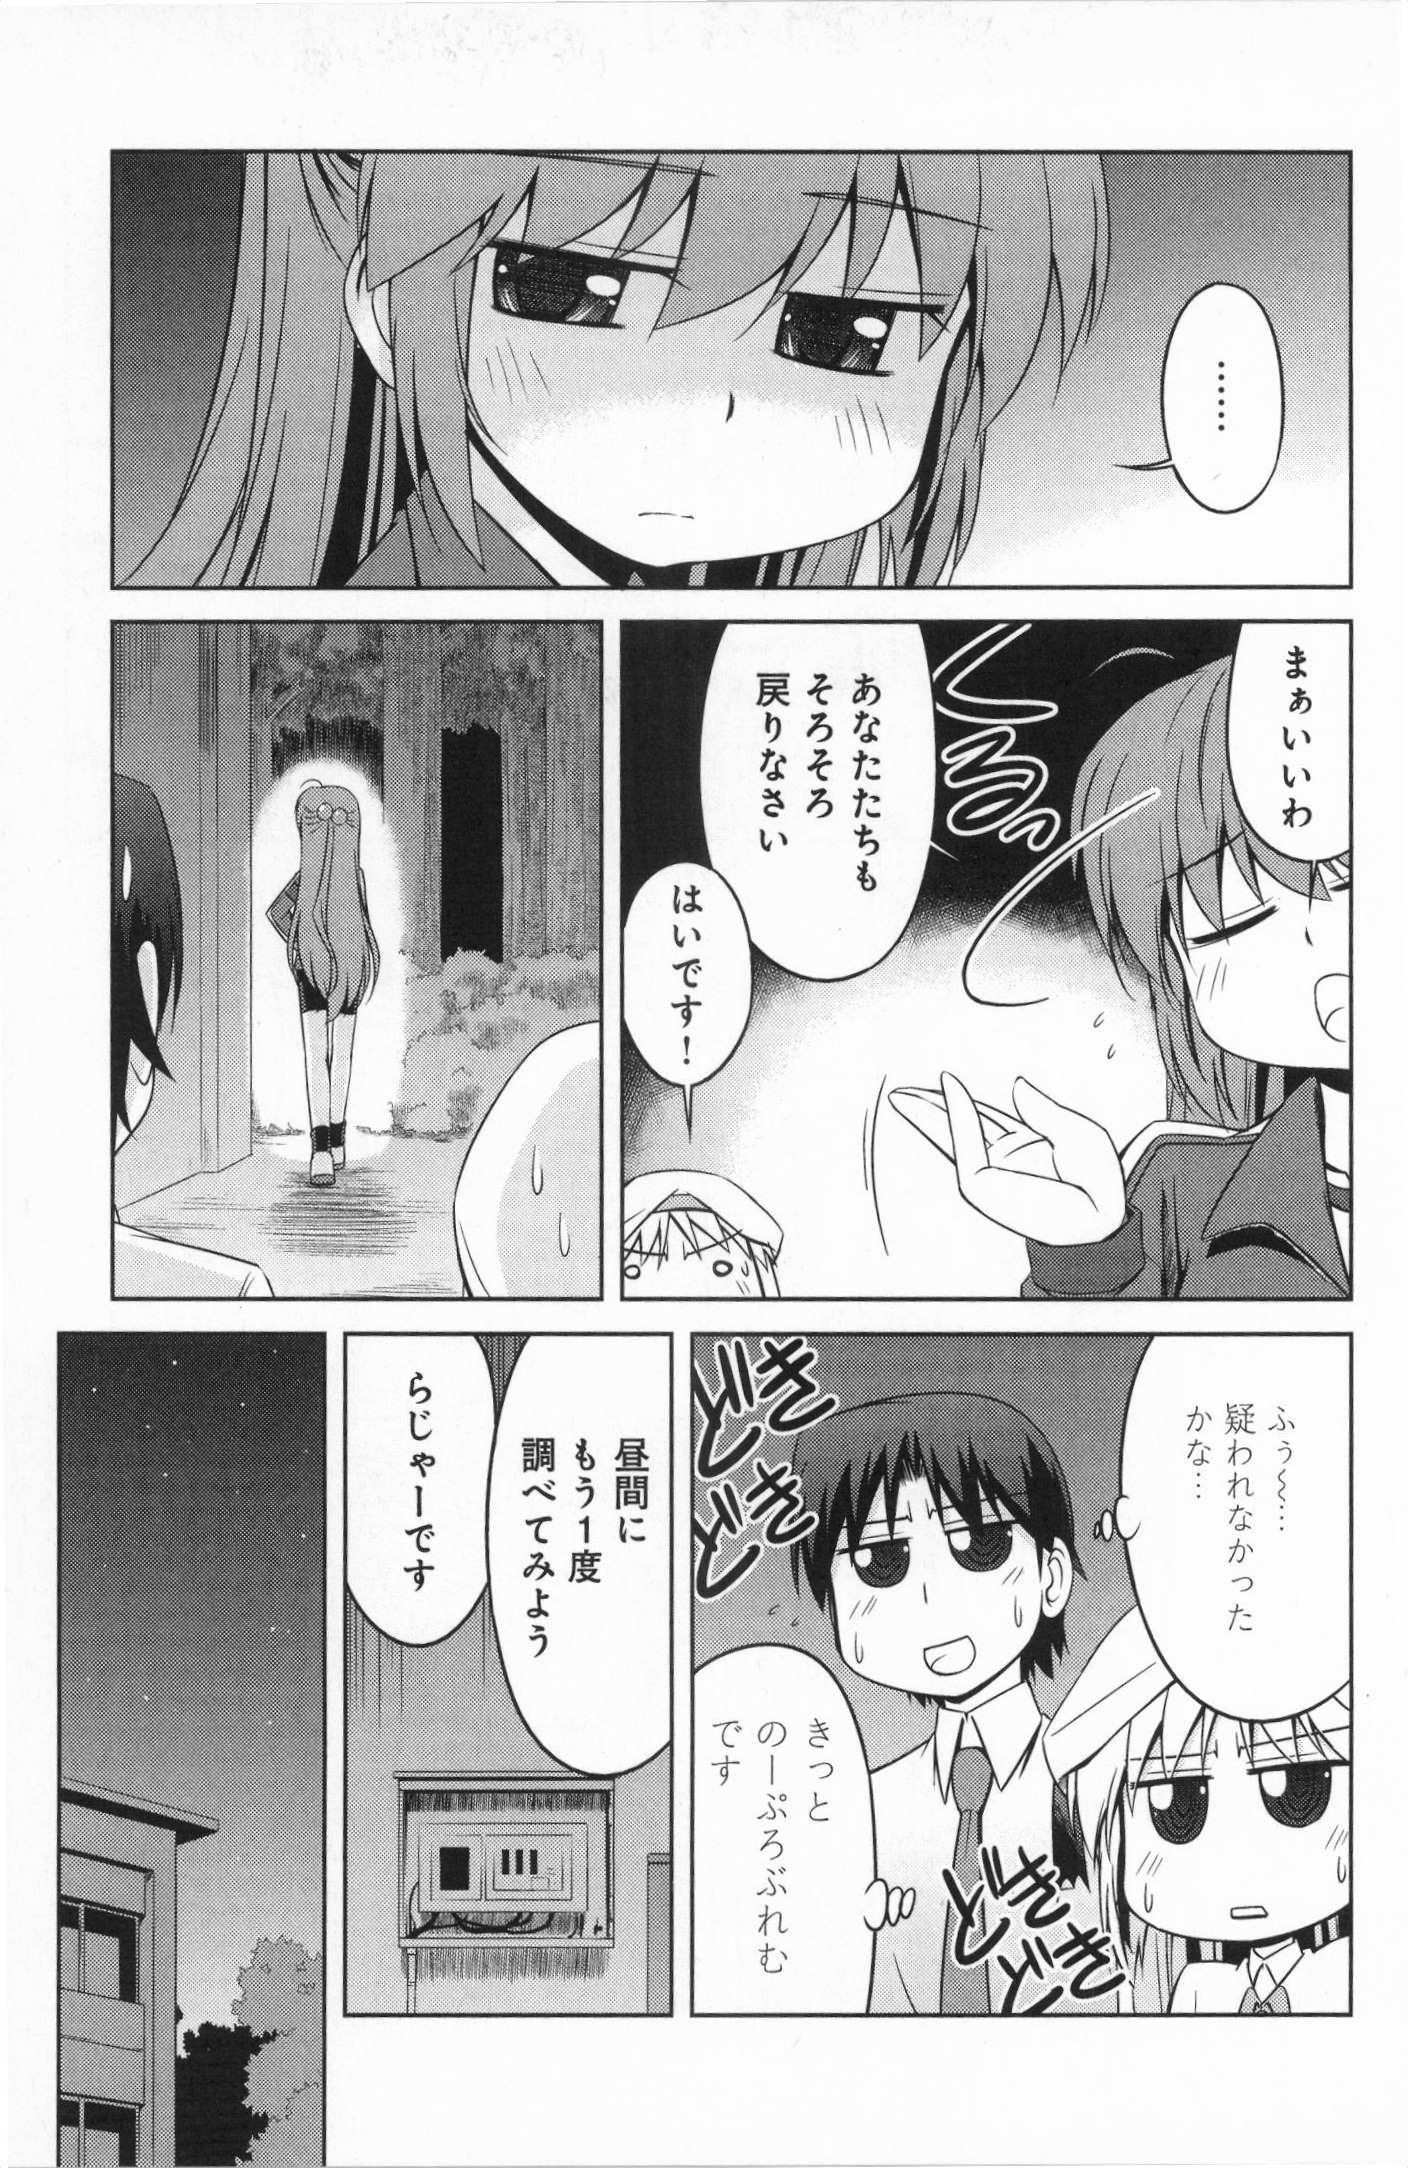 ……
まぁいいわ
あなたたちも
そろそろ
戻りなさい
はいです！
ふぅ〜…
疑われなかった
かな…
どきどき
きっと
のーぷろぶれむ
です
どきどき
昼間に
もう1度
調べてみよう
らじゃーです